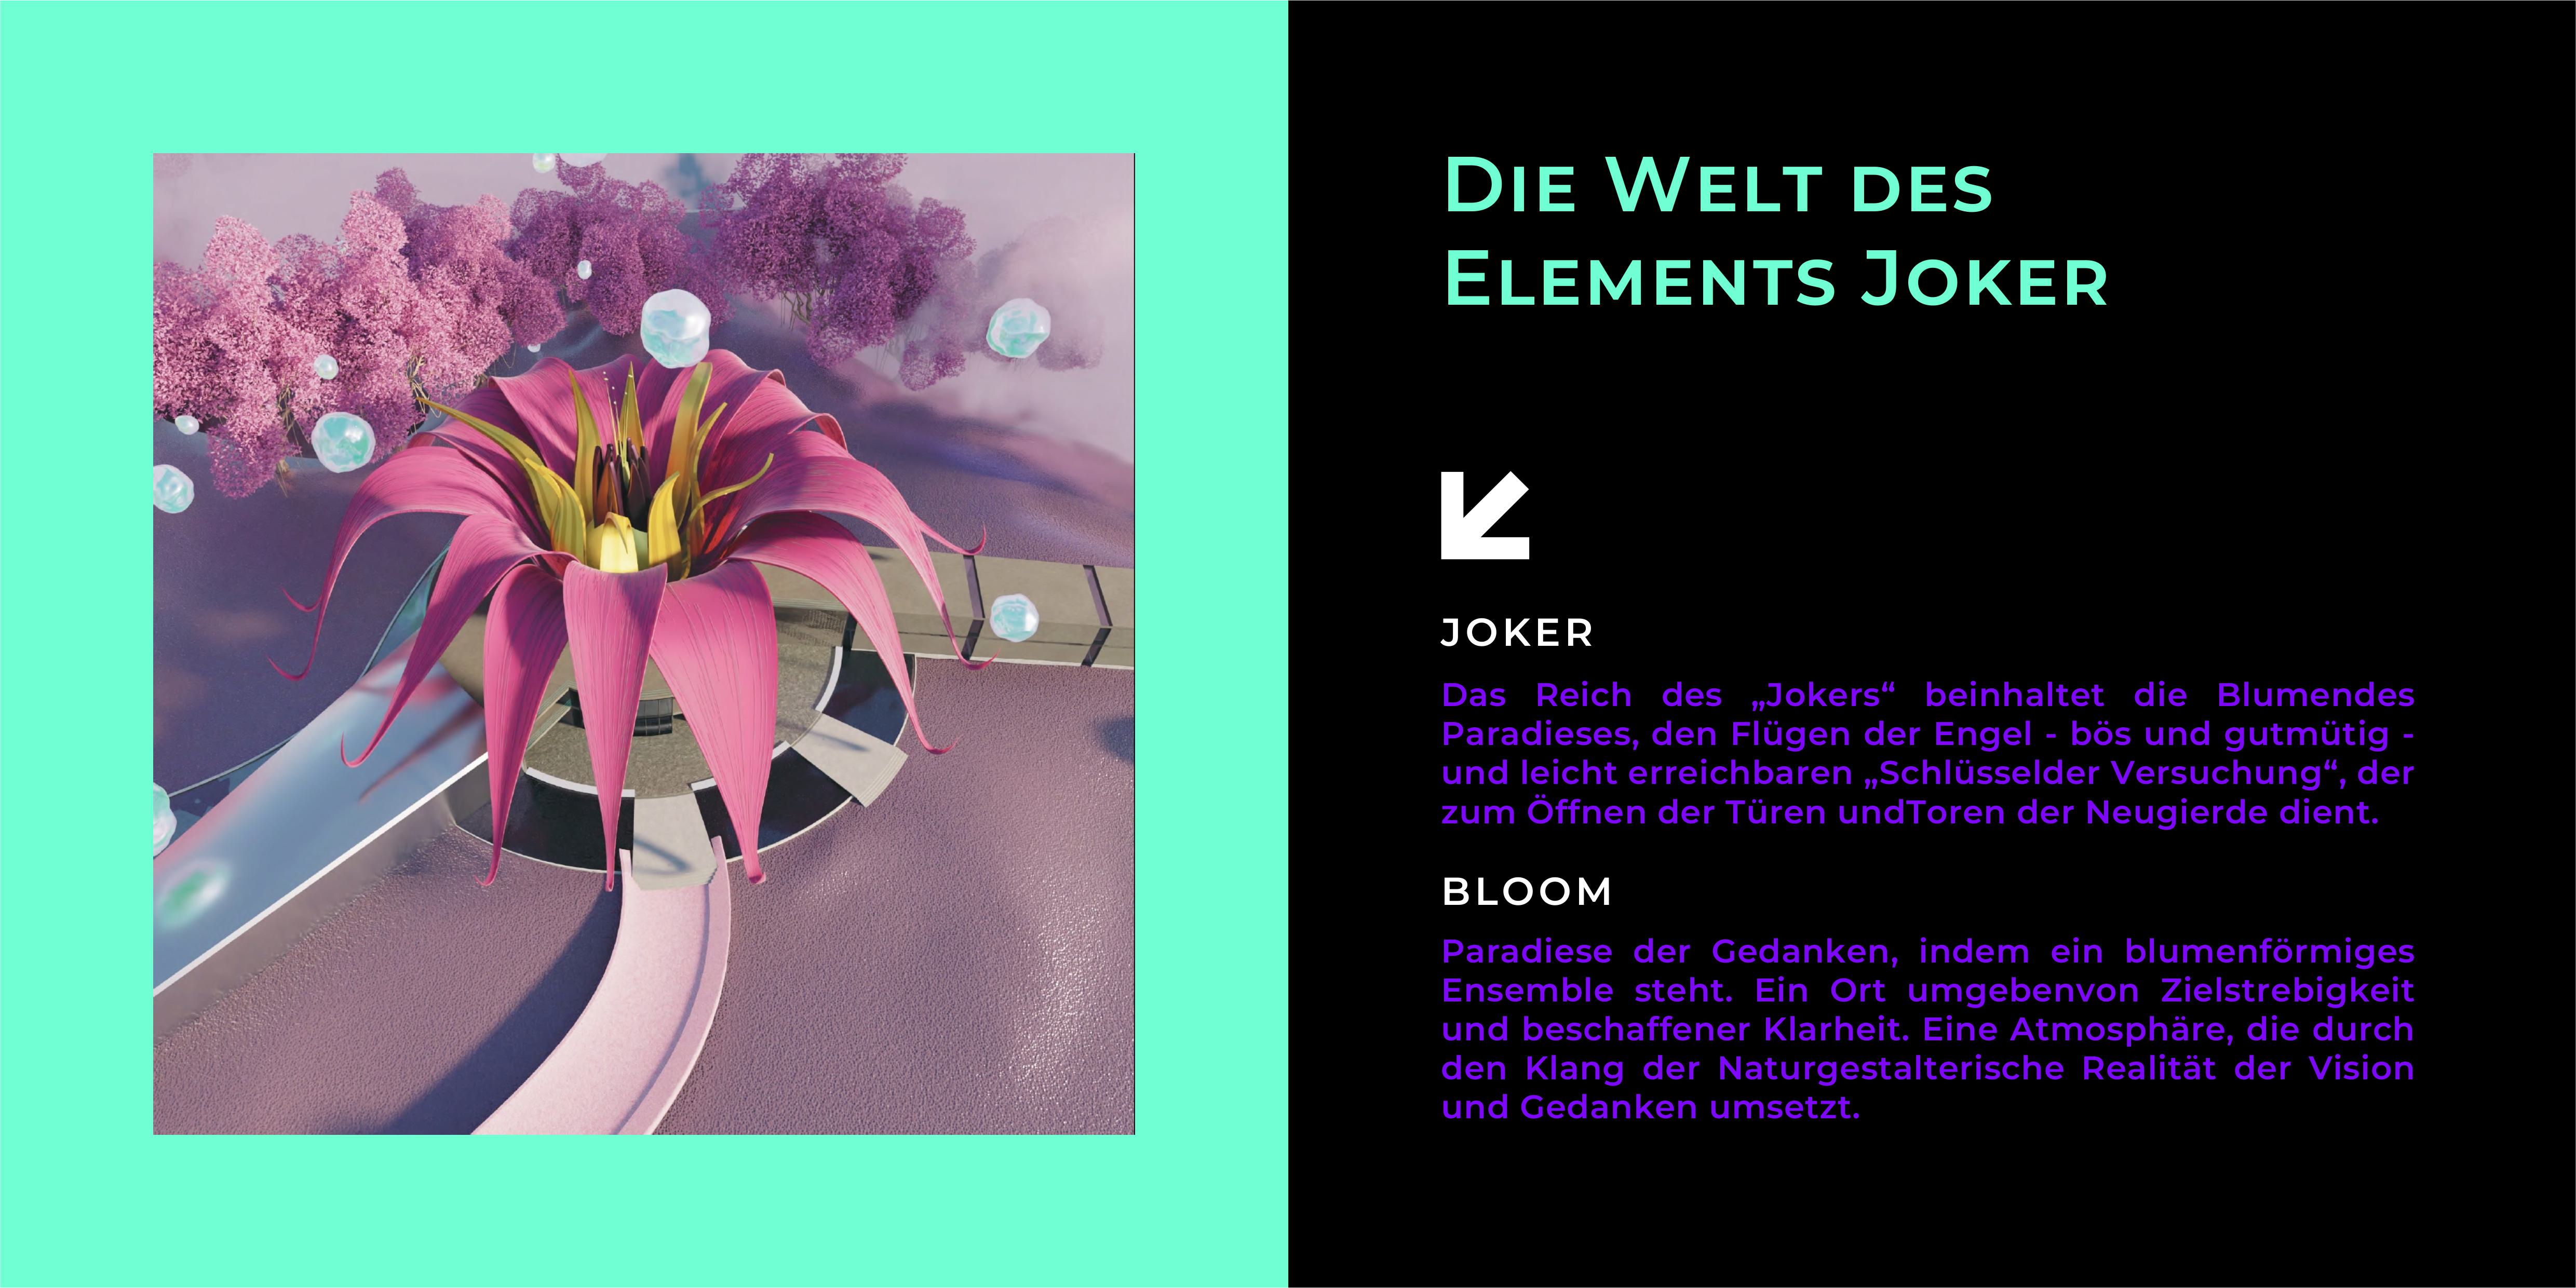 Die Welt des
Elements Joker
JOKER
Das Reich des „Jokers“ beinhaltet die Blumendes
Paradieses, den Flügen der Engel - bös und gutmütig -
und leicht erreichbaren „Schlüsselder Versuchung“, der
zum Öffnen der Türen undToren der Neugierde dient.
BLOOM
Paradiese der Gedanken, indem ein blumenförmiges
Ensemble steht. Ein Ort umgebenvon Zielstrebigkeit
und beschaffener Klarheit. Eine Atmosphäre, die durch
den Klang der Naturgestalterische Realität der Vision
und Gedanken umsetzt.